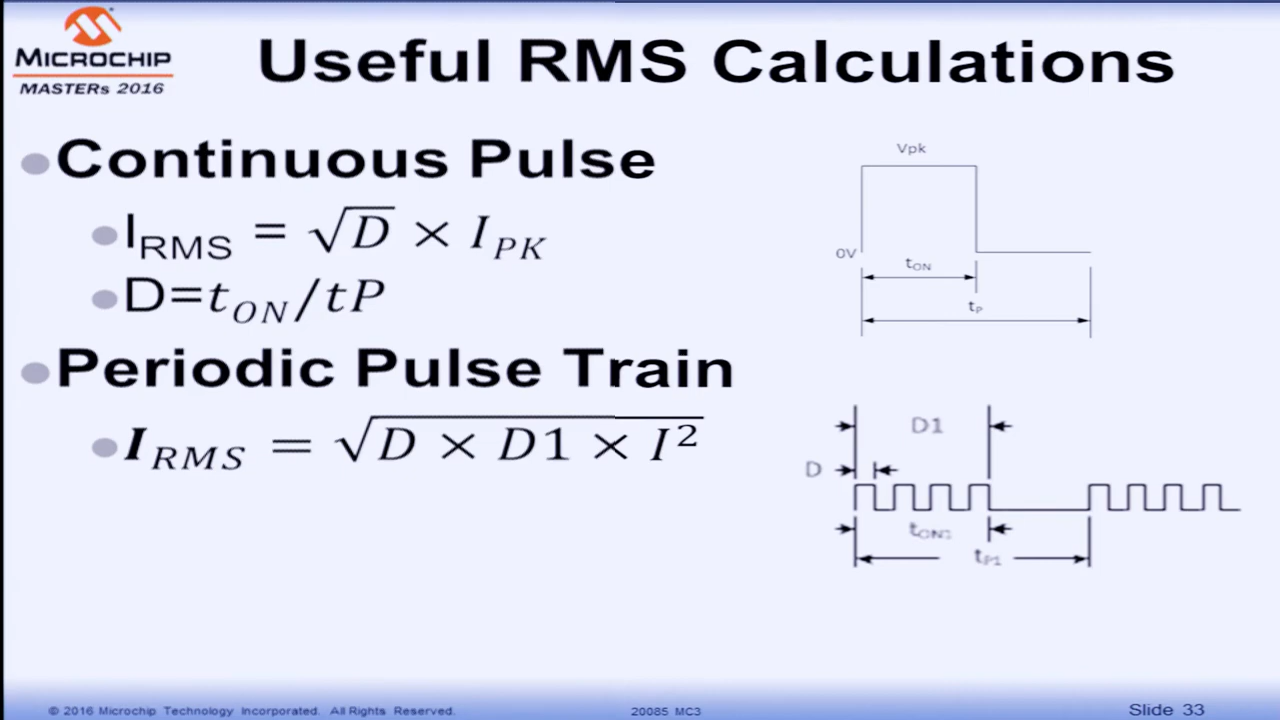 MICROCHIP
MASTERs 2016
Useful RMS Calculations
Continuous Pulse
I_RMS = √D × I_PK
D=t_ON/tP
Periodic Pulse Train
I_RMS = √(D × D1 × I²)
Vpk
0V
t_ON
t_P
D1
D
t_ON1
t_P1
© 2016 Microchip Technology Incorporated. All Rights Reserved.
20085 MC3
Slide 33